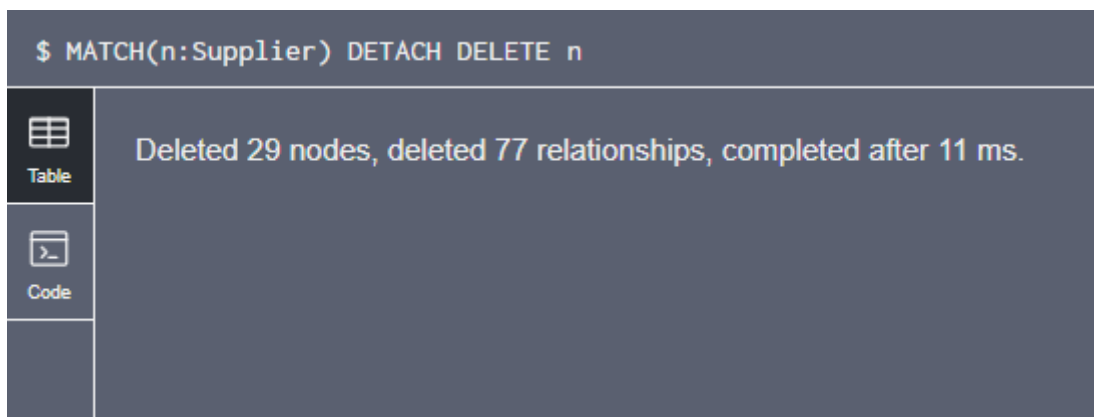 $ MATCH(n:Supplier) DETACH DELETE n
Table
Deleted 29 nodes, deleted 77 relationships, completed after 11 ms.
Code